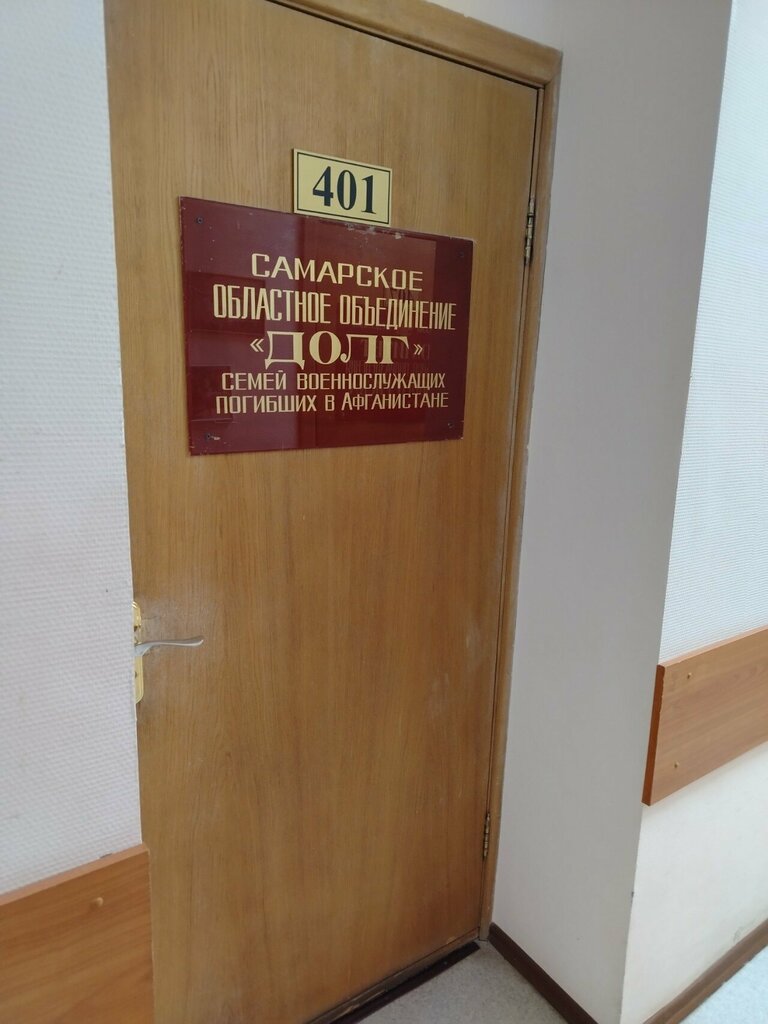 401
САМАРСКОЕ
ОБЛАСТНОЕ ОБЪЕДИНЕНИЕ
«ДОЛГ»
СЕМЕЙ ВОЕННОСЛУЖАЩИХ
ПОГИБШИХ В АФГАНИСТАНЕ